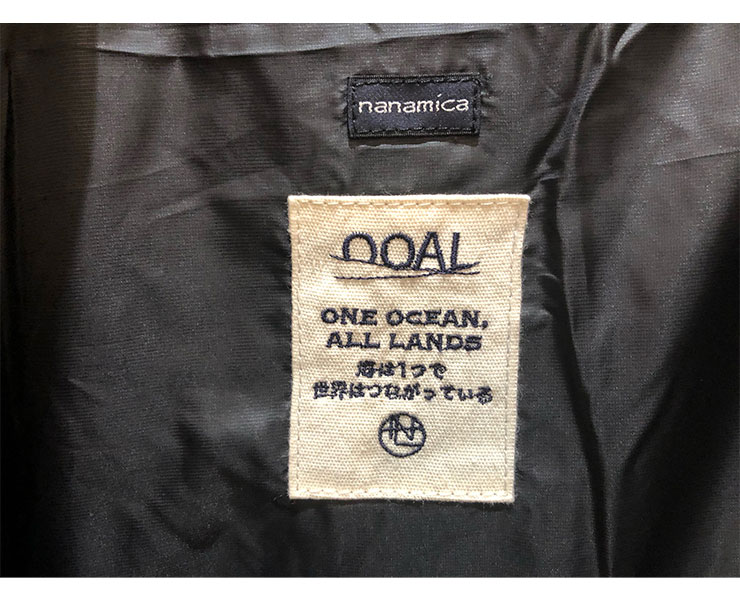 nanamica
OOAL
ONE OCEAN,
ALL LANDS
海は1つで
世界はつながっている